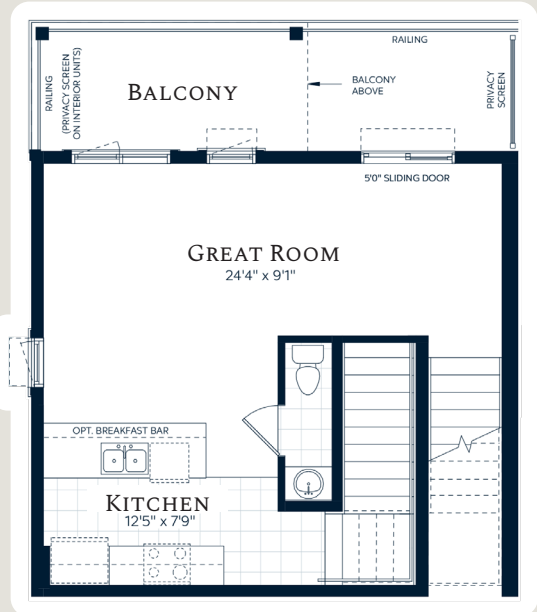 RAILING
BALCONY
BALCONY
ABOVE
RAILING
(PRIVACY SCREEN
ON INTERIOR UNITS)
PRIVACY
SCREEN
5'0" SLIDING DOOR
GREAT ROOM
24'4" x 9'1"
OPT. BREAKFAST BAR
KITCHEN
12'5" x 7'9"